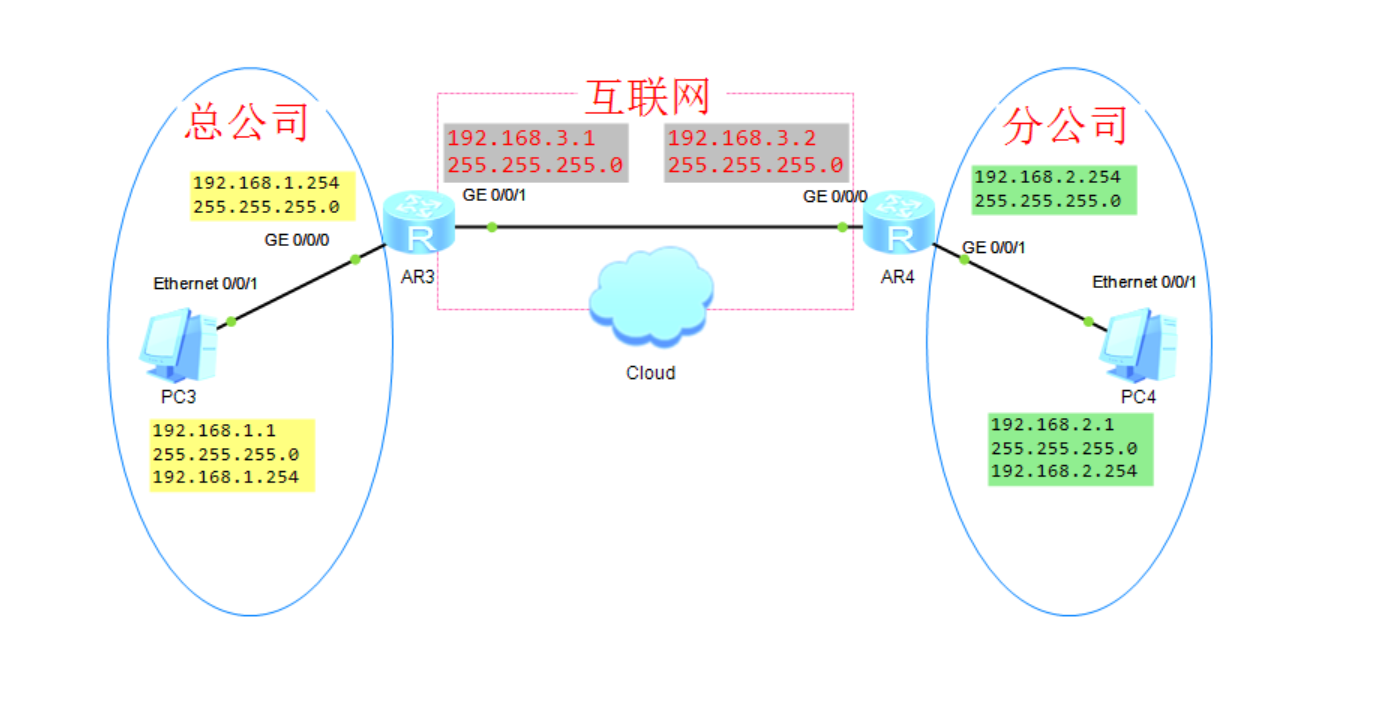 总公司
互联网
分公司
192.168.3.1
255.255.255.0
192.168.3.2
255.255.255.0
192.168.1.254
255.255.255.0
192.168.2.254
255.255.255.0
GE 0/0/1
GE 0/0/0
GE 0/0/0
GE 0/0/1
R
R
AR3
AR4
Ethernet 0/0/1
Ethernet 0/0/1
Cloud
PC3
PC4
192.168.1.1
255.255.255.0
192.168.1.254
192.168.2.1
255.255.255.0
192.168.2.254